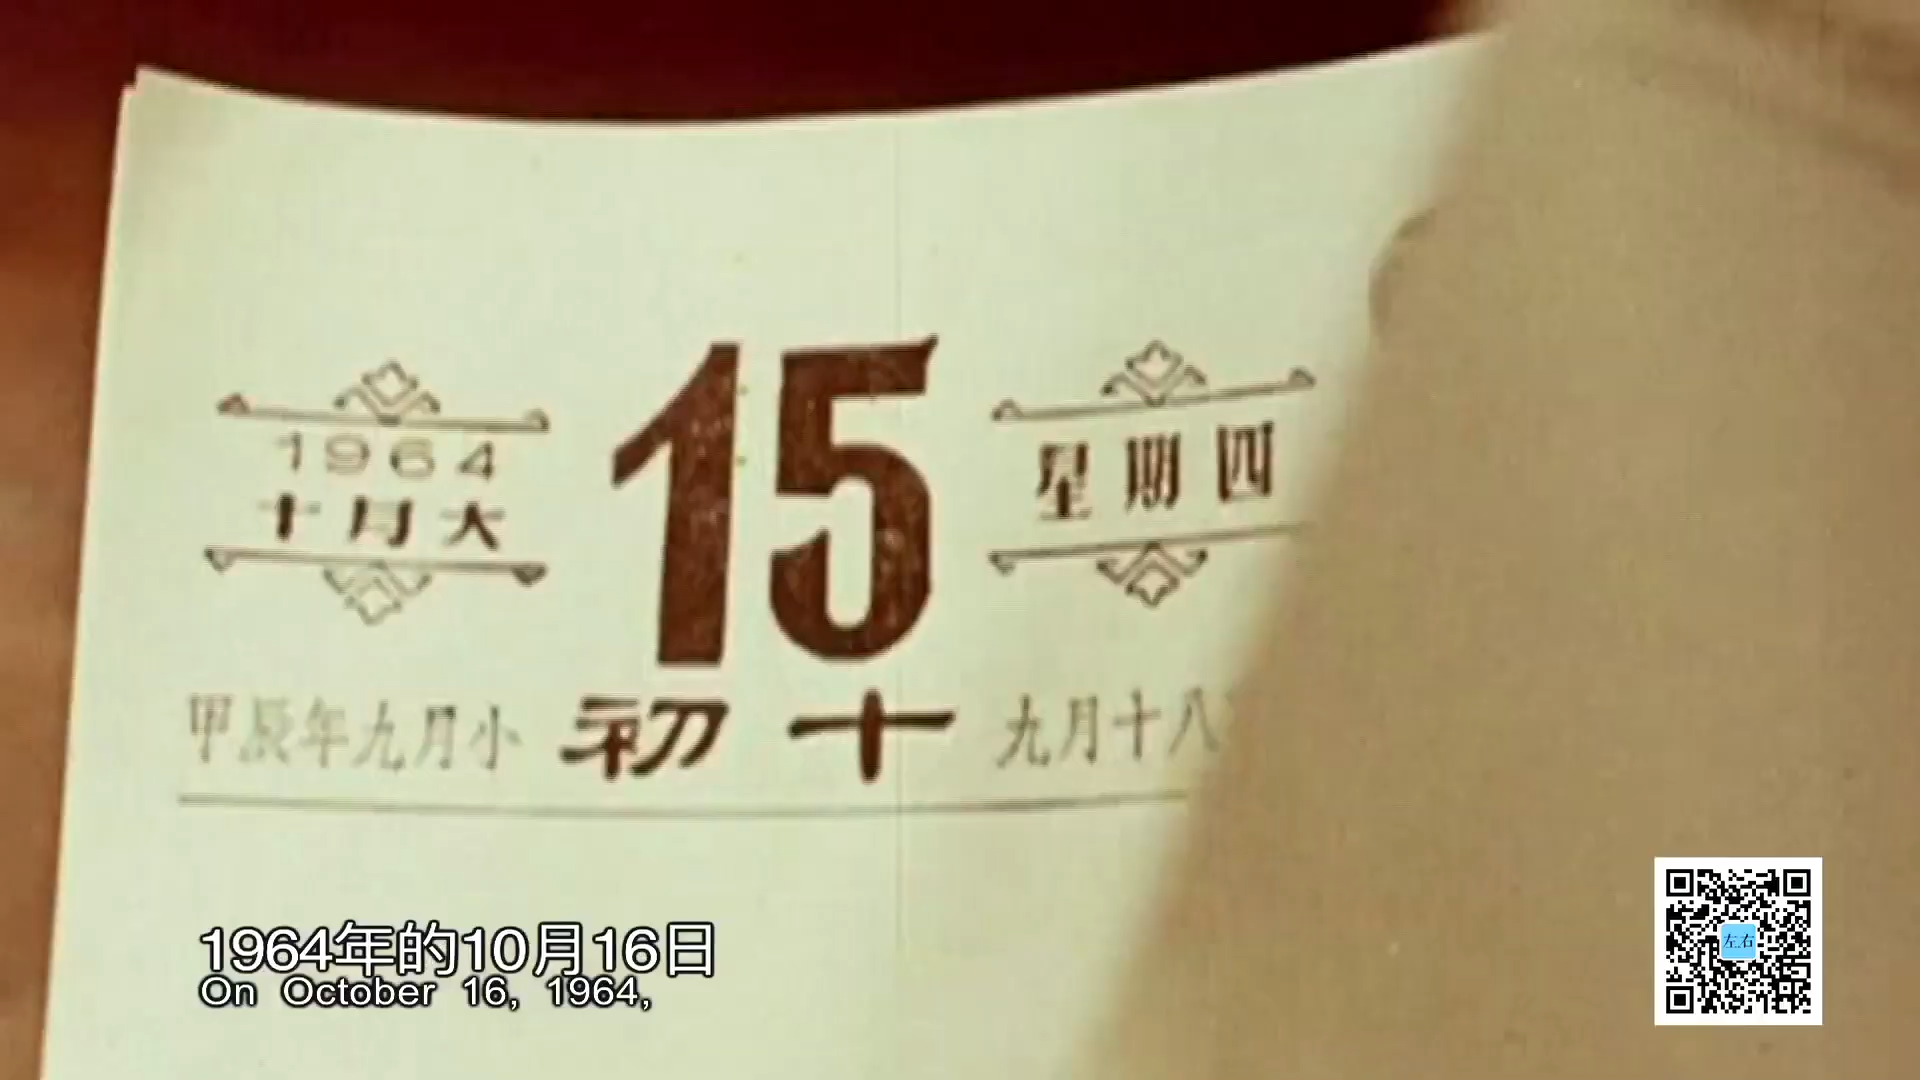 1964
十月大
15
星期四
甲辰年九月小
初十
九月十八
1964年的10月16日
On October 16, 1964,
左右